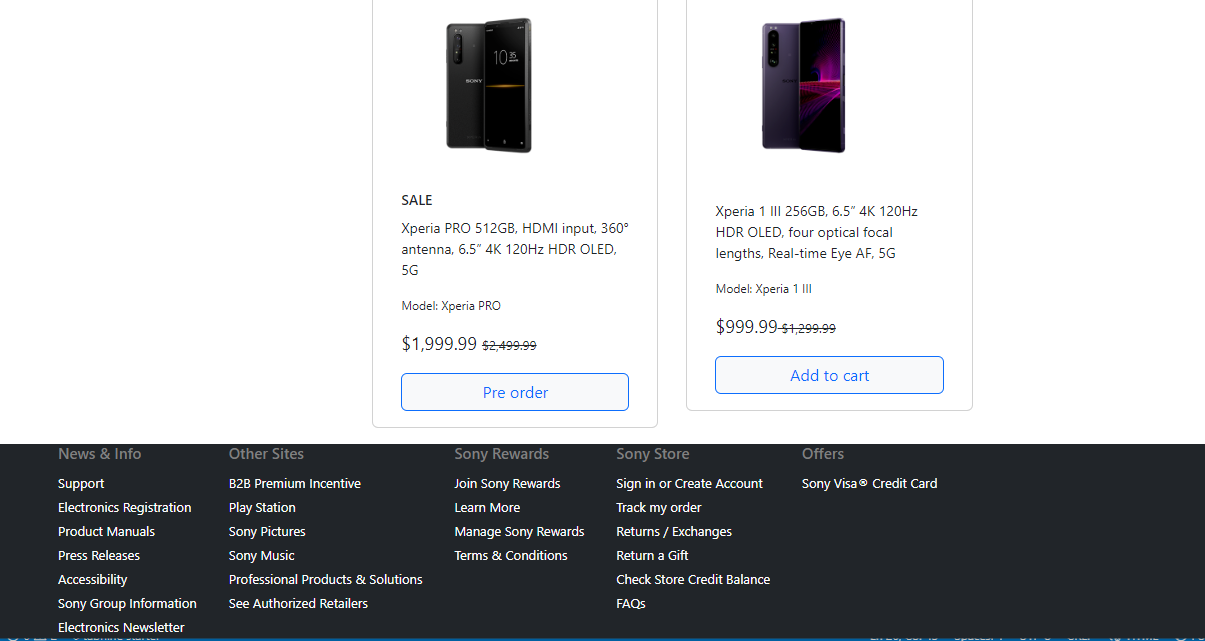 SONY
10 35
SALE
Xperia PRO 512GB, HDMI input, 360°
antenna, 6.5” 4K 120Hz HDR OLED,
5G
Model: Xperia PRO
$1,999.99 $2,499.99
Pre order
Xperia 1 III 256GB, 6.5” 4K 120Hz
HDR OLED, four optical focal
lengths, Real-time Eye AF, 5G
Model: Xperia 1 III
$999.99 $1,299.99
Add to cart
News & Info
Support
Electronics Registration
Product Manuals
Press Releases
Accessibility
Sony Group Information
Electronics Newsletter
Other Sites
B2B Premium Incentive
Play Station
Sony Pictures
Sony Music
Professional Products & Solutions
See Authorized Retailers
Sony Rewards
Join Sony Rewards
Learn More
Manage Sony Rewards
Terms & Conditions
Sony Store
Sign in or Create Account
Track my order
Returns / Exchanges
Return a Gift
Check Store Credit Balance
FAQs
Offers
Sony Visa® Credit Card